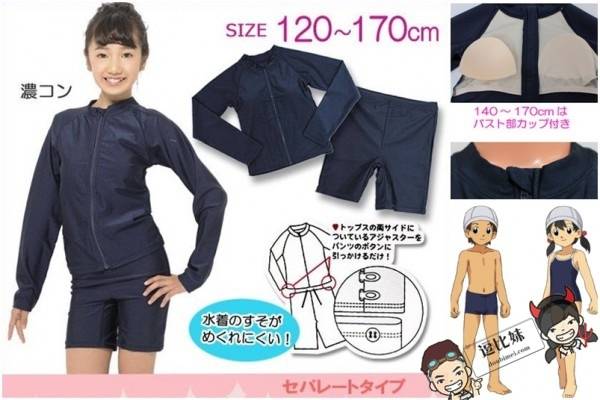 SIZE 120〜170cm
濃コン
140〜170cmは
バスト部カップ付き
♥トップスの両サイドに
ついているアジャスターを
パンツのボタンに
引っかけるだけ!
水着のすそが
めくれにくい!
セパレートタイプ
逗比妹
doubimei.com